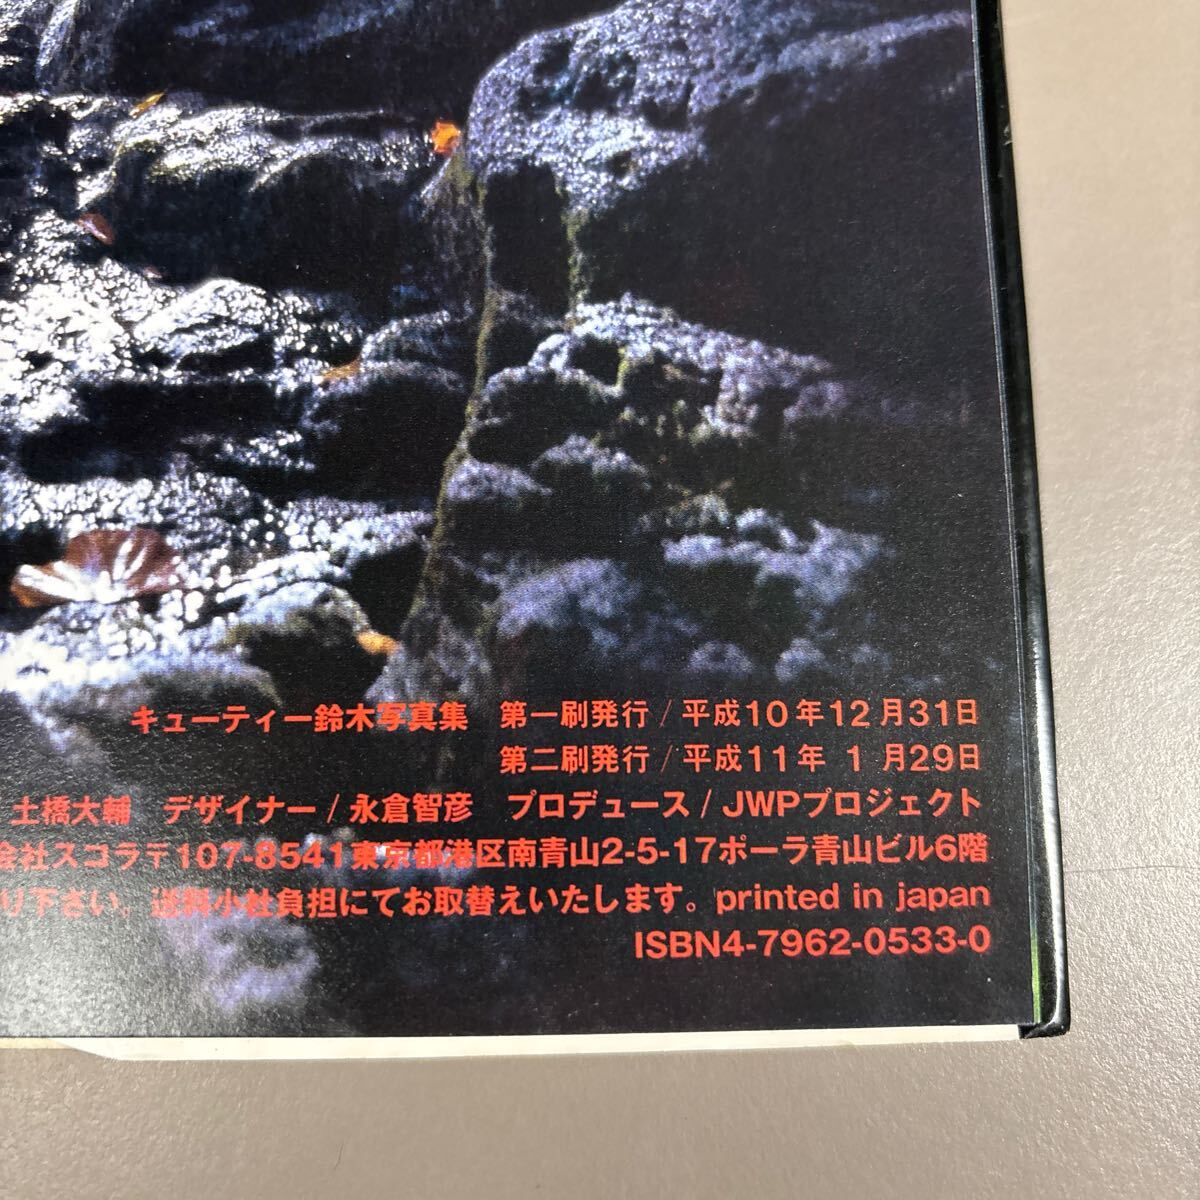 キューティー鈴木写真集 第一刷発行/平成10年12月31日
第二刷発行/平成11年 1月29日
土橋大輔 デザイナー/永倉智彦 プロデュース/JWPプロジェクト
会社スコラ〒107-8541東京都港区南青山2-5-17ポーラ青山ビル6階
り下さい。送料小社負担にてお取替えいたします。printed in japan
ISBN4-7962-0533-0